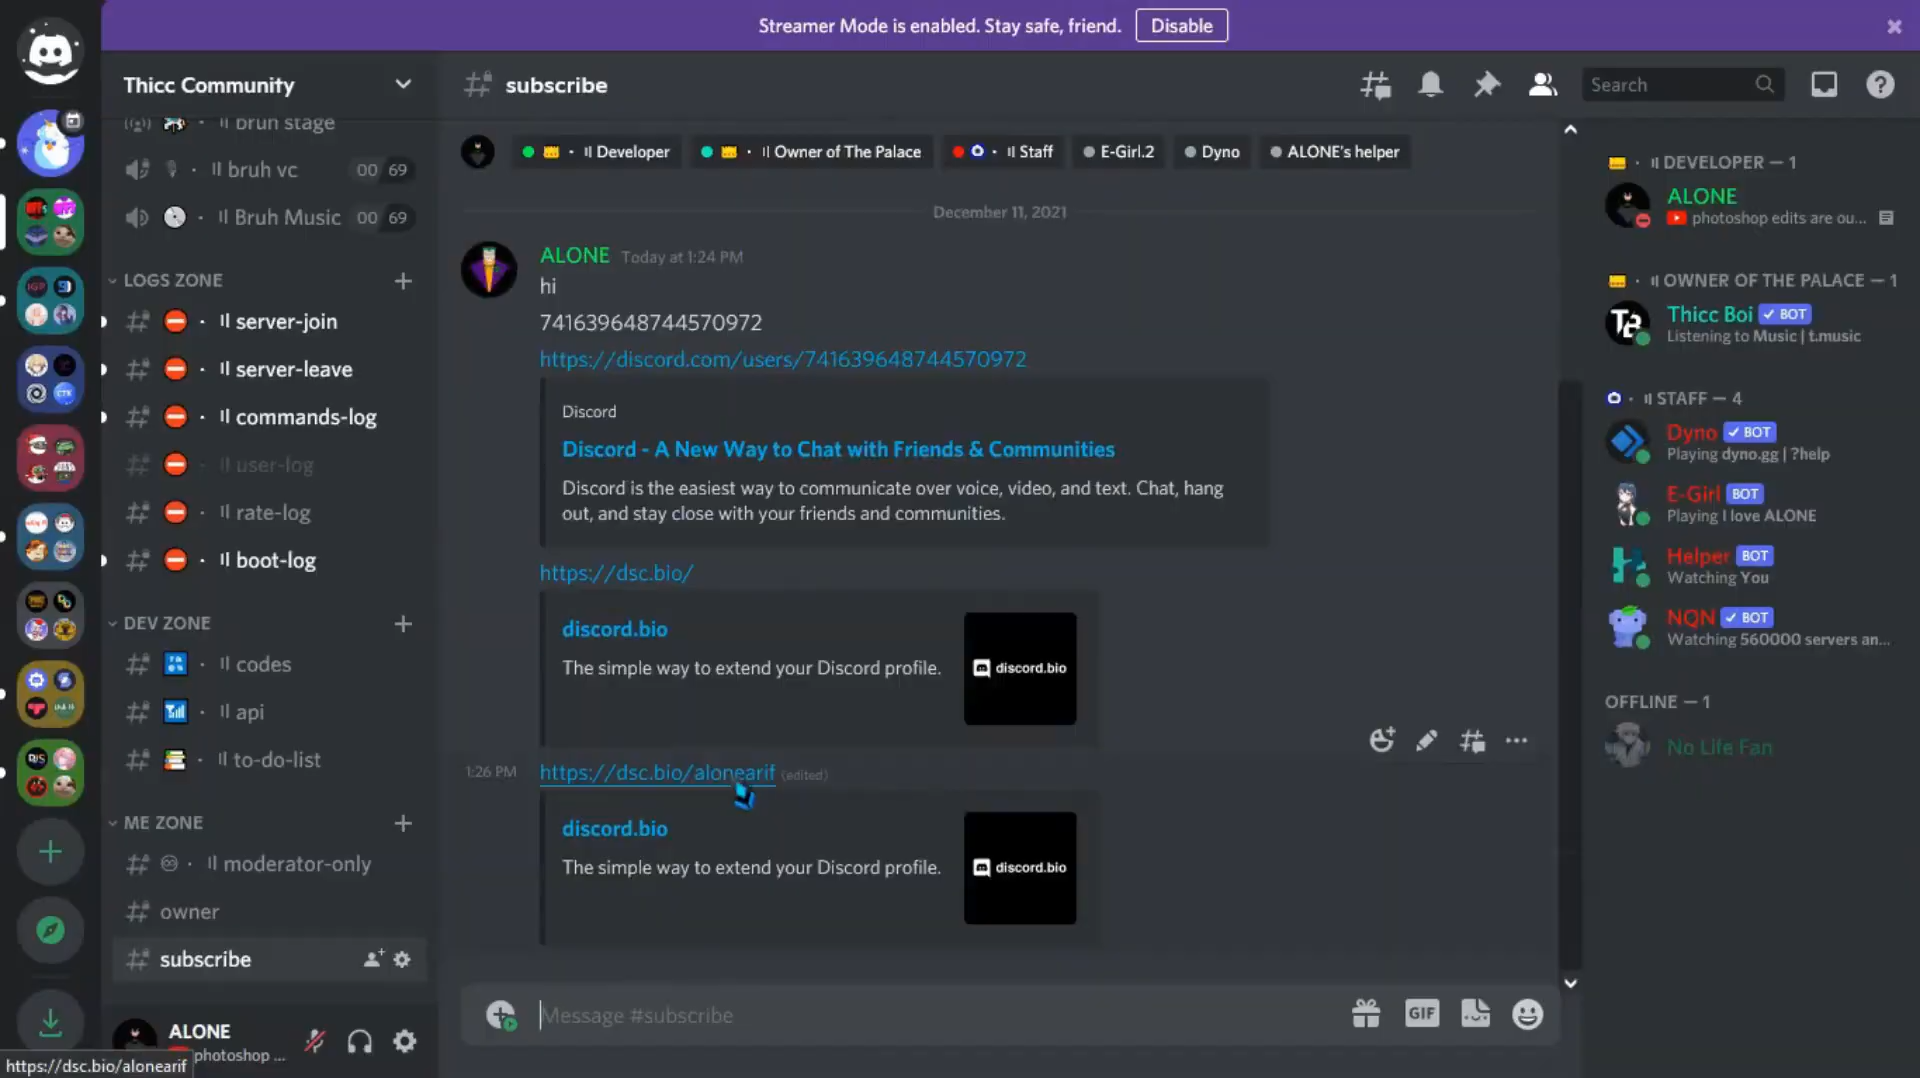 Streamer Mode is enabled. Stay safe, friend. Disable
Thicc Community
bruh stage
bruh vc 00 69
Bruh Music 00 69
LOGS ZONE
server-join
server-leave
commands-log
user-log
rate-log
boot-log
DEV ZONE
codes
api
to-do-list
ME ZONE
moderator-only
owner
subscribe
ALONE
photoshop ...
https://dsc.bio/alonearif
subscribe
Search
Developer Owner of The Palace Staff E-Girl.2 Dyno ALONE's helper
December 11, 2021
ALONE Today at 1:24 PM
hi
741639648744570972
https://discord.com/users/741639648744570972
Discord
Discord - A New Way to Chat with Friends & Communities
Discord is the easiest way to communicate over voice, video, and text. Chat, hang
out, and stay close with your friends and communities.
https://dsc.bio/
discord.bio
The simple way to extend your Discord profile.
discord.bio
1:26 PM https://dsc.bio/alonearif (edited)
discord.bio
The simple way to extend your Discord profile.
discord.bio
Message #subscribe
GIF
DEVELOPER — 1
ALONE
photoshop edits are ou...
OWNER OF THE PALACE — 1
Thicc Boi BOT
Listening to Music | t.music
STAFF — 4
Dyno BOT
Playing dyno.gg | ?help
E-Girl BOT
Playing I love ALONE
Helper BOT
Watching You
NQN BOT
Watching 560000 servers an...
OFFLINE — 1
No Life Fan